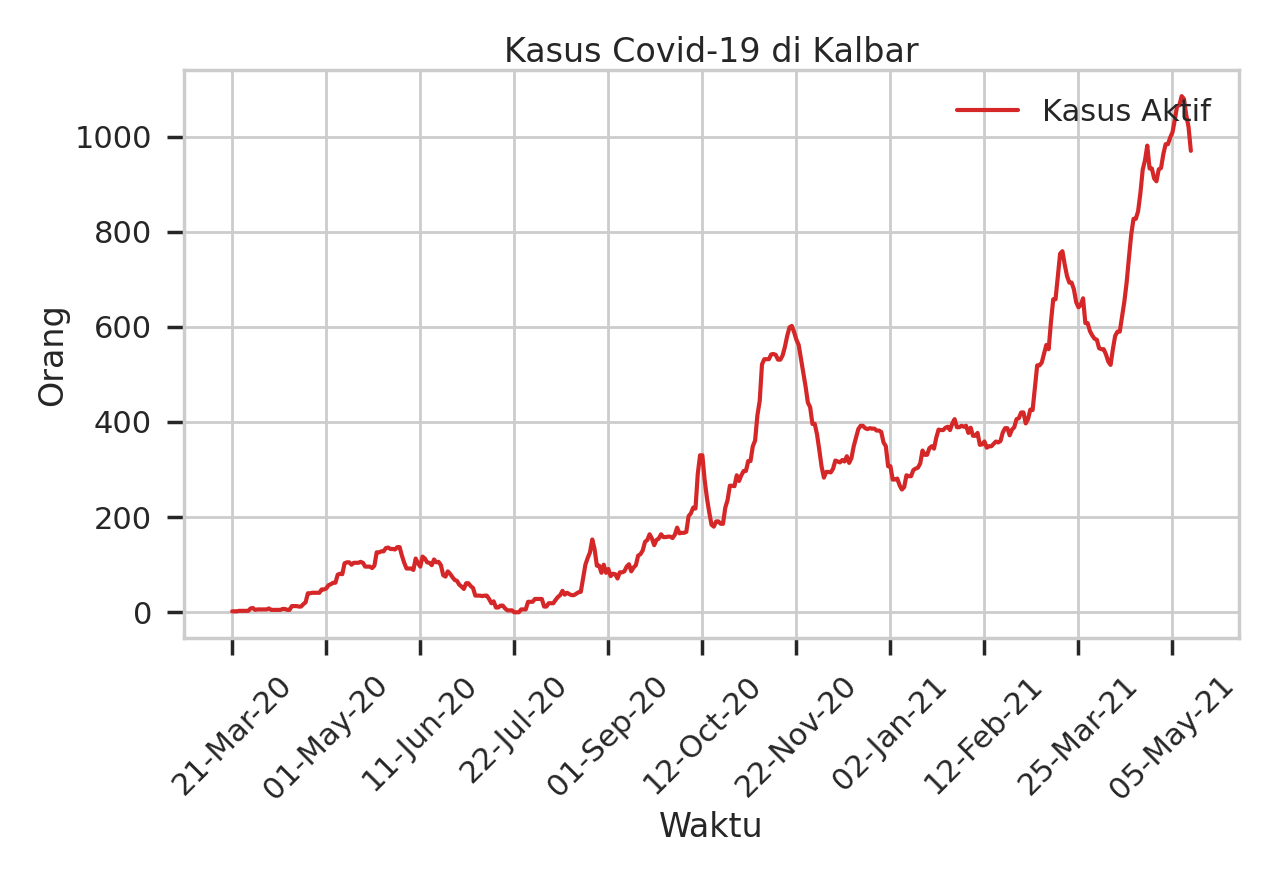 Kasus Covid-19 di Kalbar
Kasus Aktif
1000
800
600
400
200
0
Orang
21-Mar-20
01-May-20
11-Jun-20
22-Jul-20
01-Sep-20
12-Oct-20
22-Nov-20
02-Jan-21
12-Feb-21
25-Mar-21
05-May-21
Waktu